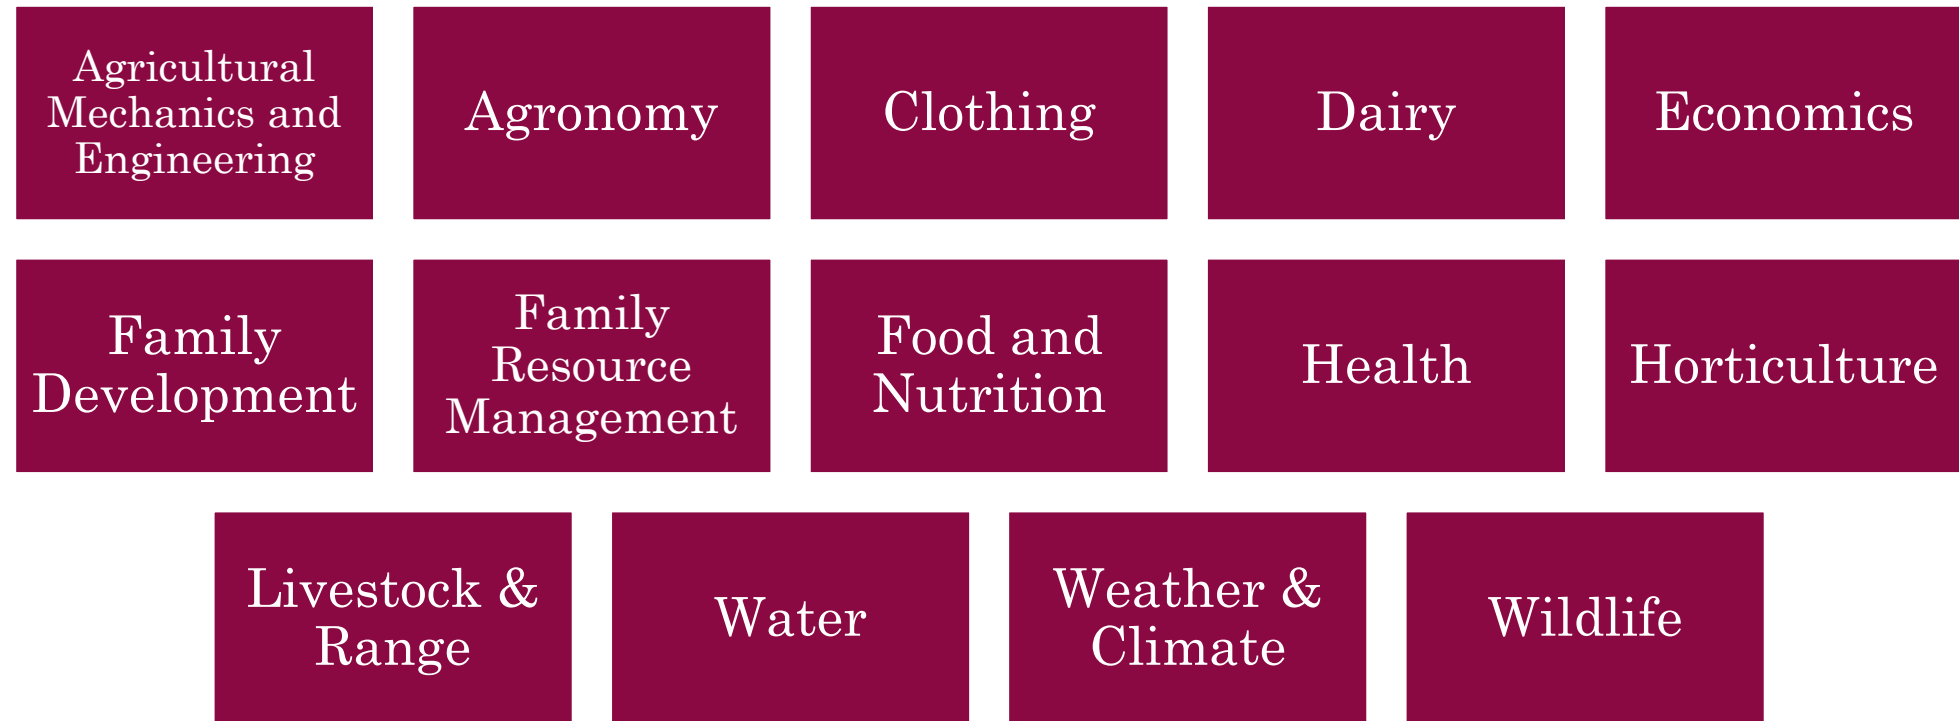 Agricultural
Mechanics and
Engineering
Agronomy
Clothing
Dairy
Economics
Family
Development
Family
Resource
Management
Food and
Nutrition
Health
Horticulture
Livestock &
Range
Water
Weather &
Climate
Wildlife